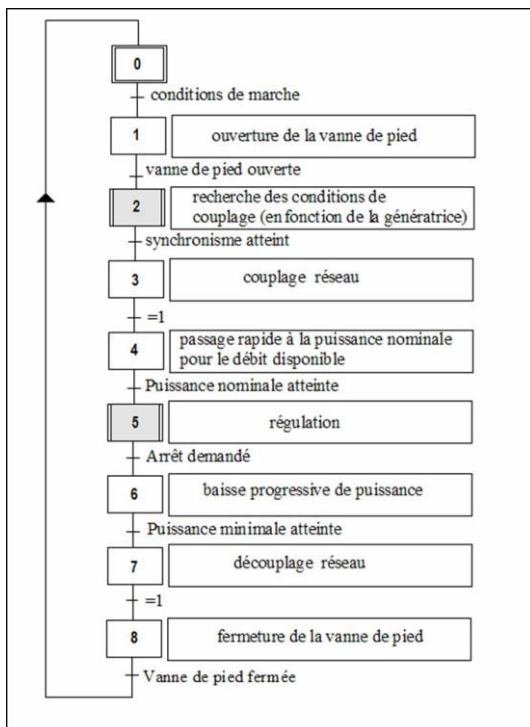 0
conditions de marche
1
ouverture de la vanne de pied
vanne de pied ouverte
2
recherche des conditions de
couplage (en fonction de la génératrice)
synchronisme atteint
3
couplage réseau
=1
4
passage rapide à la puissance nominale
pour le débit disponible
Puissance nominale atteinte
5
régulation
Arrêt demandé
6
baisse progressive de puissance
Puissance minimale atteinte
7
découplage réseau
=1
8
fermeture de la vanne de pied
Vanne de pied fermée